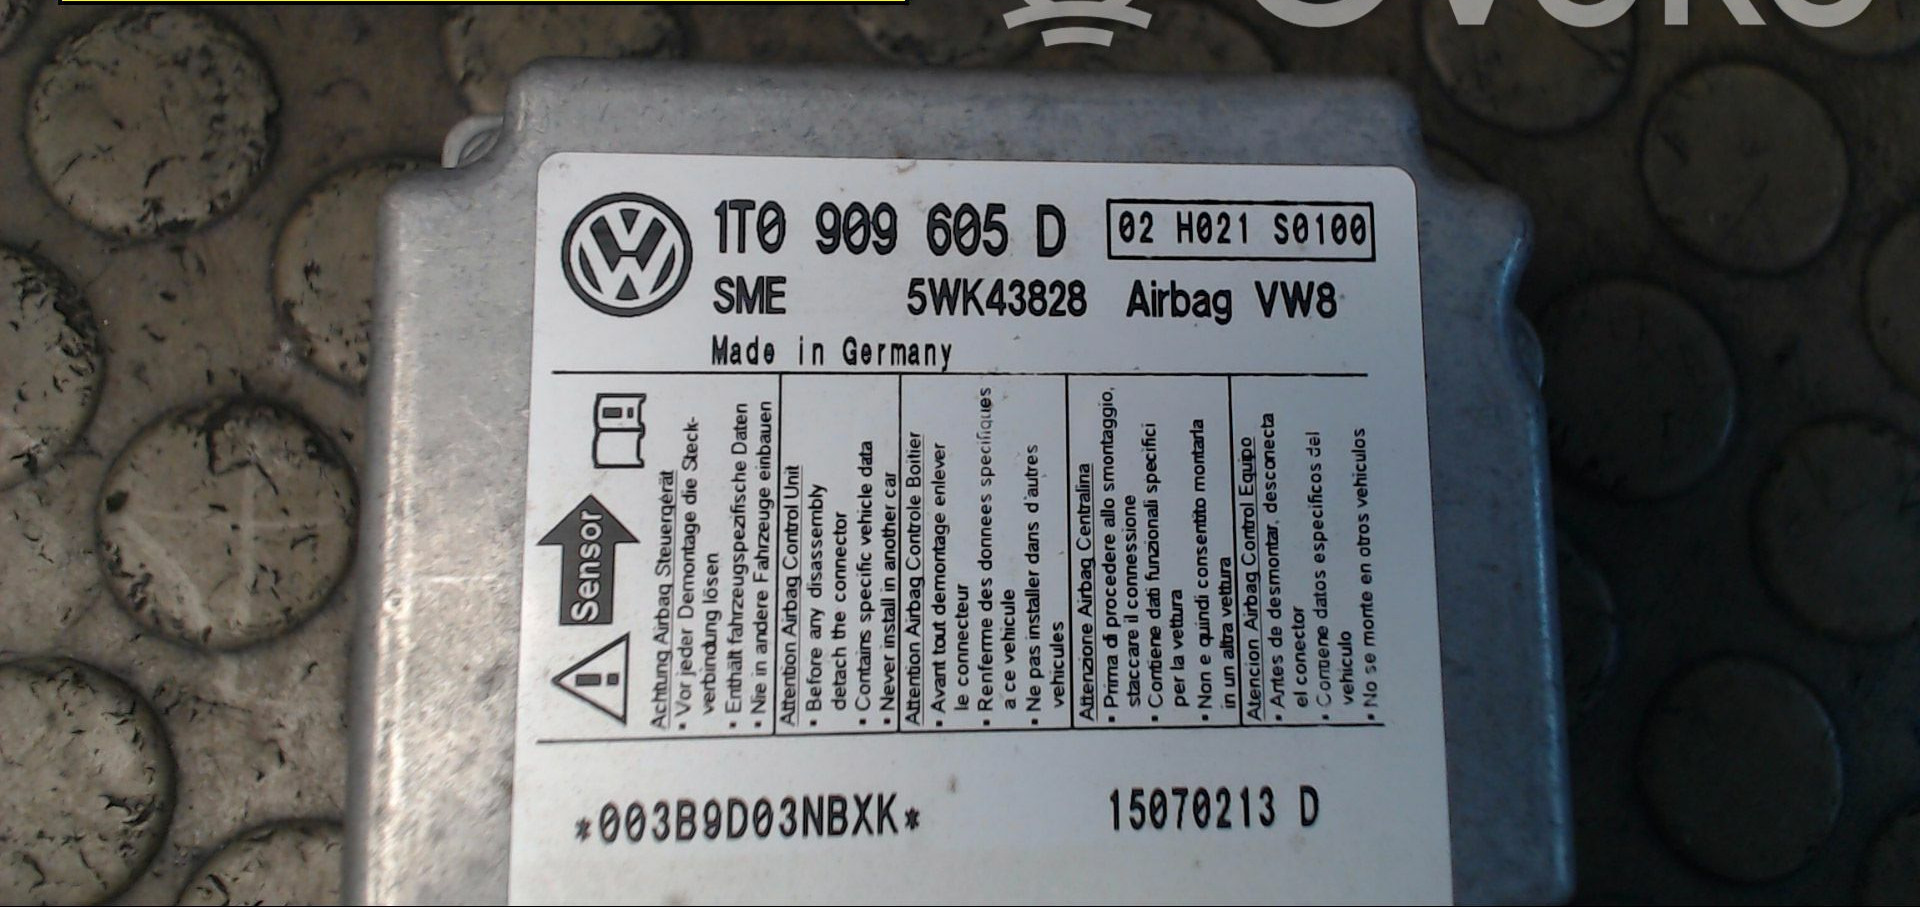 1T0 909 605 D
02 H021 S0100
SME 5WK43828 Airbag VW8
Made in Germany
Sensor
Achtung Airbag Steuergerät
• Vor jeder Demontage die Steck-
verbindung lösen
• Enthält fahrzeugspezifische Daten
• Nie in andere Fahrzeuge einbauen
Attention Airbag Control Unit
• Before any disassembly
detach the connector
• Contains specific vehicle data
• Never install in another car
Attention Airbag Controle Boitier
• Avant tout demontage enlever
le connecteur
• Renferme des donnees specifiques
a ce vehicule
• Ne pas installer dans d'autres
vehicules
Attenzione Airbag Centralina
• Prima di procedere allo smontaggio,
staccare il connessione
• Contiene dati funzionali specifici
per la vettura
• Non e quindi consentito montarla
in un altra vettura
Atencion Airbag Control Equipo
• Antes de desmontar, desconecta
el conector
• Contiene datos especificos del
vehiculo
• No se monte en otros vehiculos
*003B9D03NBXK*
15070213 D